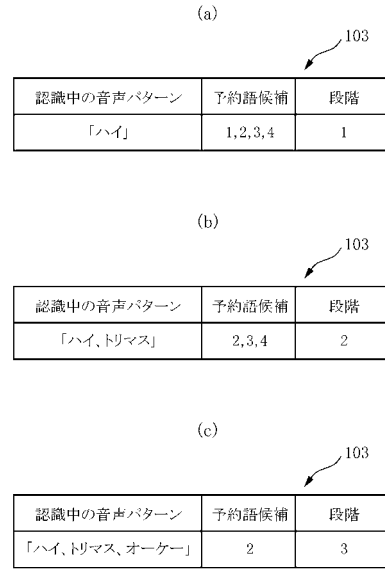 (a)
103
認識中の音声パターン 予約語候補 段階
「ハイ」 1,2,3,4 1
(b)
103
認識中の音声パターン 予約語候補 段階
「ハイ、トリマス」 2,3,4 2
(c)
103
認識中の音声パターン 予約語候補 段階
「ハイ、トリマス、オーケー」 2 3